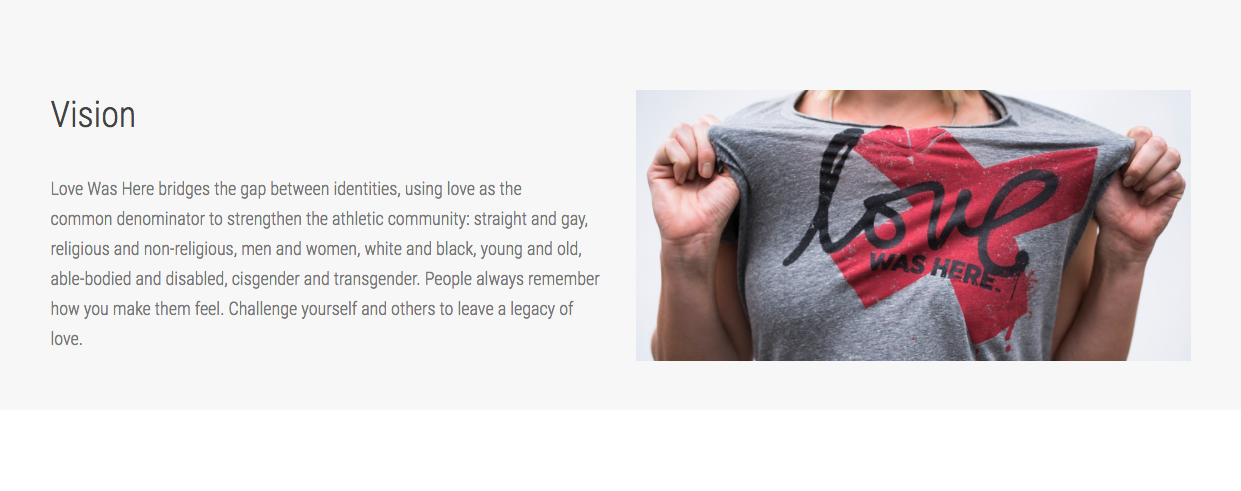 Vision
Love Was Here bridges the gap between identities, using love as the
common denominator to strengthen the athletic community: straight and gay,
religious and non-religious, men and women, white and black, young and old,
able-bodied and disabled, cisgender and transgender. People always remember
how you make them feel. Challenge yourself and others to leave a legacy of
love.
love
WAS HERE.